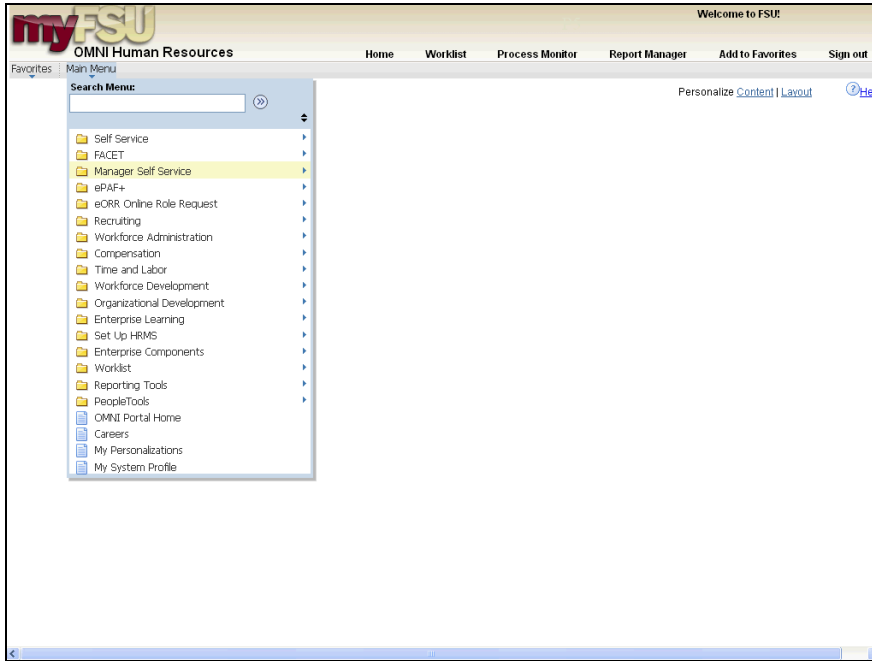 myFSU
Welcome to FSU!
OMNI Human Resources
Home Worklist Process Monitor Report Manager Add to Favorites Sign out
Favorites Main Menu
Search Menu:
Personalize Content | Layout He
Self Service
FACET
Manager Self Service
ePAF+
eORR Online Role Request
Recruiting
Workforce Administration
Compensation
Time and Labor
Workforce Development
Organizational Development
Enterprise Learning
Set Up HRMS
Enterprise Components
Worklist
Reporting Tools
PeopleTools
OMNI Portal Home
Careers
My Personalizations
My System Profile